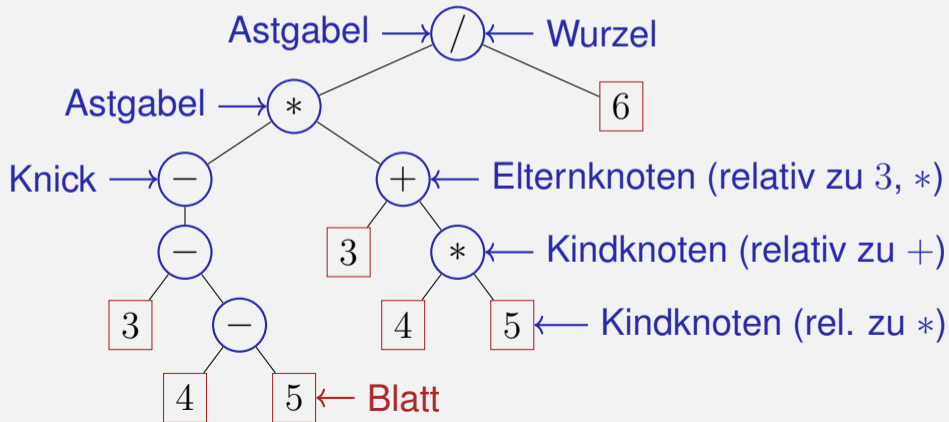 Astgabel / Wurzel
Astgabel * 6
Knick − + Elternknoten (relativ zu 3, *)
− 3 * Kindknoten (relativ zu +)
3 − 4 5 Kindknoten (rel. zu *)
4 5 Blatt